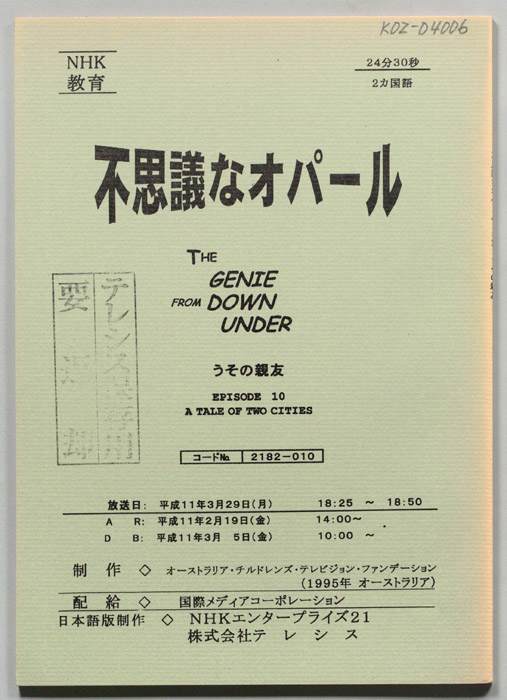 KDZ-D4006
NHK
教育
24分30秒
2カ国語
不思議なオパール
THE
GENIE
FROM DOWN
UNDER
うその親友
EPISODE 10
A TALE OF TWO CITIES
テレシス
要返却
コードNo. 2182-010
放送日: 平成11年3月29日(月) 18:25 ~ 18:50
A R: 平成11年2月19日(金) 14:00~
D B: 平成11年3月 5日(金) 10:00 ~
制作 ◇ オーストラリア・チルドレンズ・テレビジョン・ファンデーション
(1995年 オーストラリア)
配給 ◇ 国際メディアコーポレーション
日本語版制作 ◇ NHKエンタープライズ21
株式会社テレシス